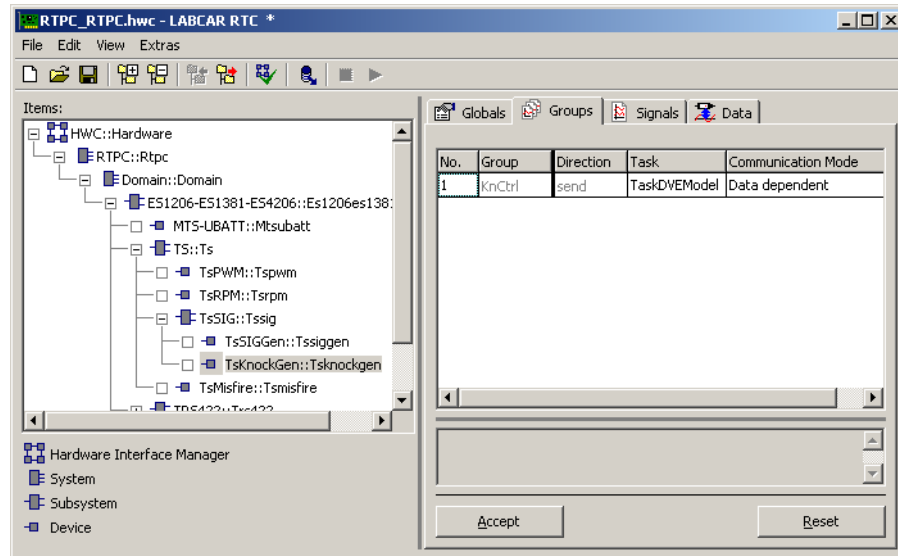 RTPC_RTPC.hwc - LABCAR RTC *
File Edit View Extras
Items:
HWC::Hardware
RTPC::Rtpc
Domain::Domain
ES1206-ES1381-ES4206::Es1206es1381
MTS-UBATT::Mtsubatt
TS::Ts
TsPWM::Tspwm
TsRPM::Tsrpm
TsSIG::Tssig
TsSIGGen::Tssiggen
TsKnockGen::Tsknockgen
TsMisfire::Tsmisfire
Hardware Interface Manager
System
Subsystem
Device
Globals Groups Signals Data
No. Group Direction Task Communication Mode
1 KnCtrl send TaskDVEModel Data dependent
Accept Reset